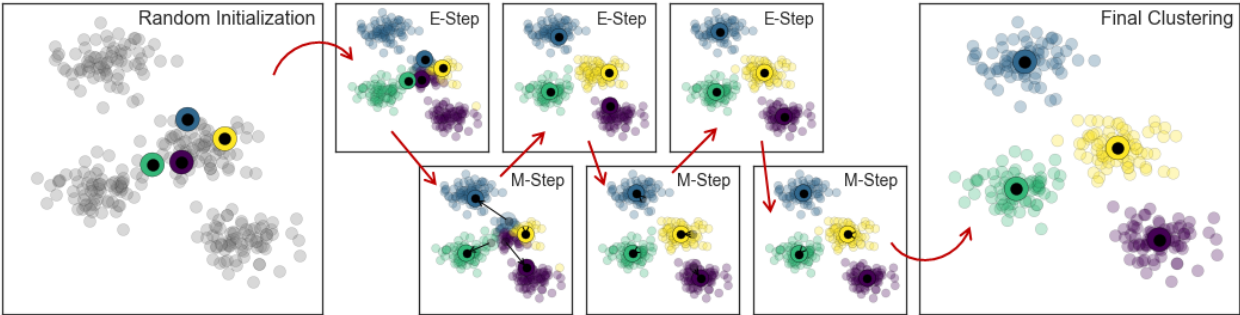 Random Initialization
E-Step
E-Step
E-Step
Final Clustering
M-Step
M-Step
M-Step